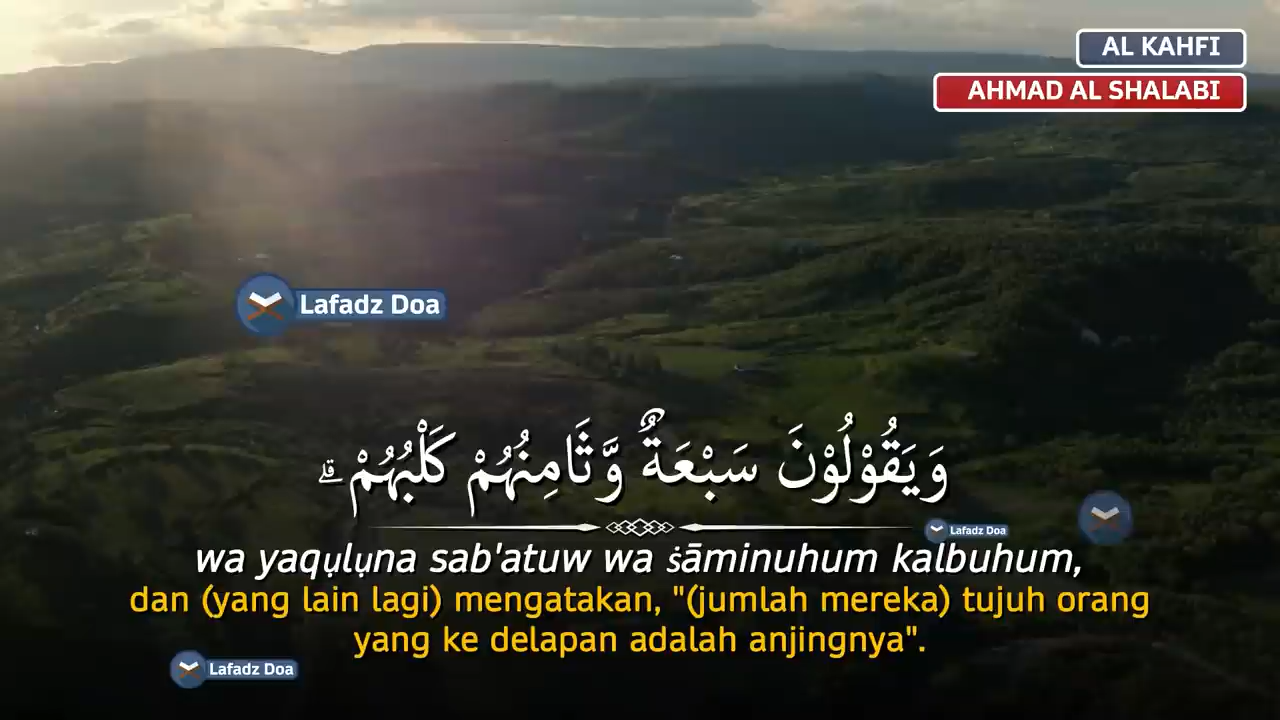 AL KAHFI
AHMAD AL SHALABI
Lafadz Doa
وَيَقُوْلُوْنَ سَبْعَةٌ وَّثَامِنُهُمْ كَلْبُهُمْ ۗ
Lafadz Doa
wa yaqụlụna sab'atuw wa ṡāminuhum kalbuhum,
dan (yang lain lagi) mengatakan, "(jumlah mereka) tujuh orang
yang ke delapan adalah anjingnya".
Lafadz Doa